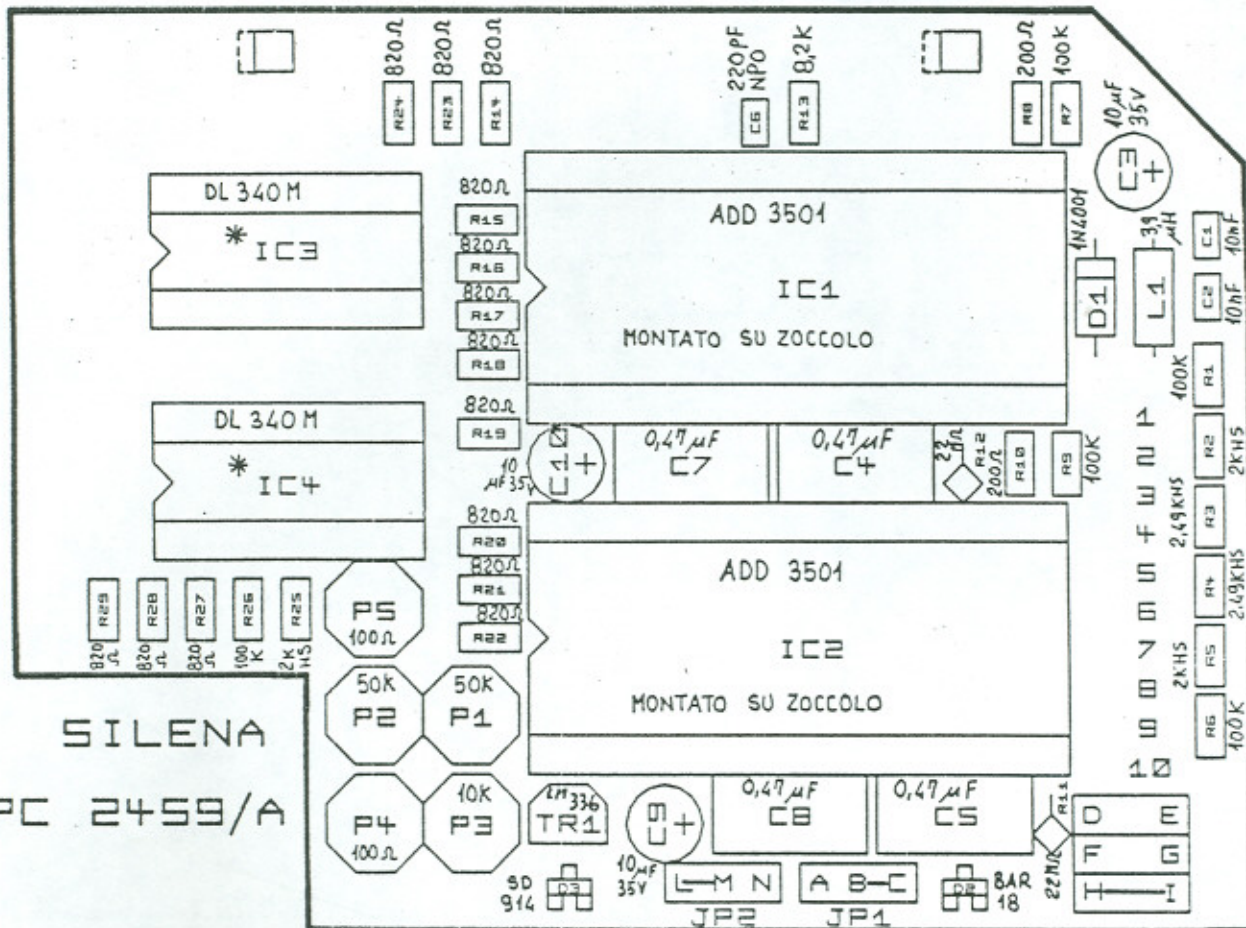 820Ω
R24
820Ω
R23
820Ω
R14
220PF
NPO
C6
8,2K
R13
200Ω
R8
100K
R7
10µF
35V
C3 +
DL 340 M
* IC3
820Ω
R15
820Ω
R16
820Ω
R17
820Ω
R18
820Ω
R19
ADD 3501
IC1
MONTATO SU ZOCCOLO
1N4001
D1
3,9
µH
L1
C1
10nF
C2
10nF
100K
R1
R2
2KHS
2,49KHS
R3
R4
2.49KHS
2KHS
R5
R6
100K
1
2
3
f
5
6
7
8
9
10
DL 340 M
* IC4
10
µF 35V
C10 +
0,47µF
C7
0,47µF
C4
R12
200Ω
R10
R9
100K
820Ω
R20
820Ω
R21
820Ω
R22
ADD 3501
IC2
MONTATO SU ZOCCOLO
R29
820
Ω
R28
820
Ω
R27
820
Ω
R26
100
K
R25
2K
HS
P5
100Ω
50K
P2
50K
P1
P4
100Ω
10K
P3
SILENA
PC 2459/A
LM
336
TR1
C9 +
10µF
35V
0,47µF
C8
0,47µF
C5
R11
22MΩ
D E
F G
H I
SD
914
D3
L M N
JP2
A B C
JP1
D2
BAR
18